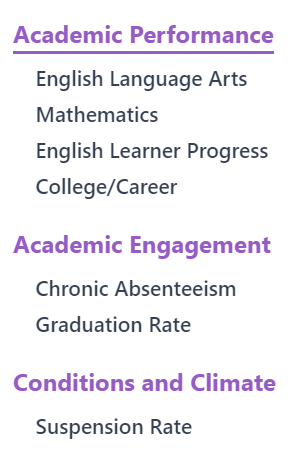 Academic Performance
English Language Arts
Mathematics
English Learner Progress
College/Career
Academic Engagement
Chronic Absenteeism
Graduation Rate
Conditions and Climate
Suspension Rate